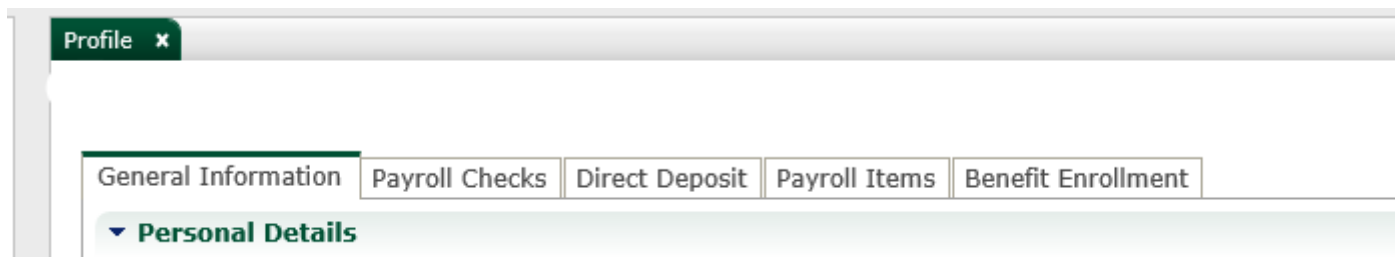 Profile ×
General Information Payroll Checks Direct Deposit Payroll Items Benefit Enrollment
Personal Details